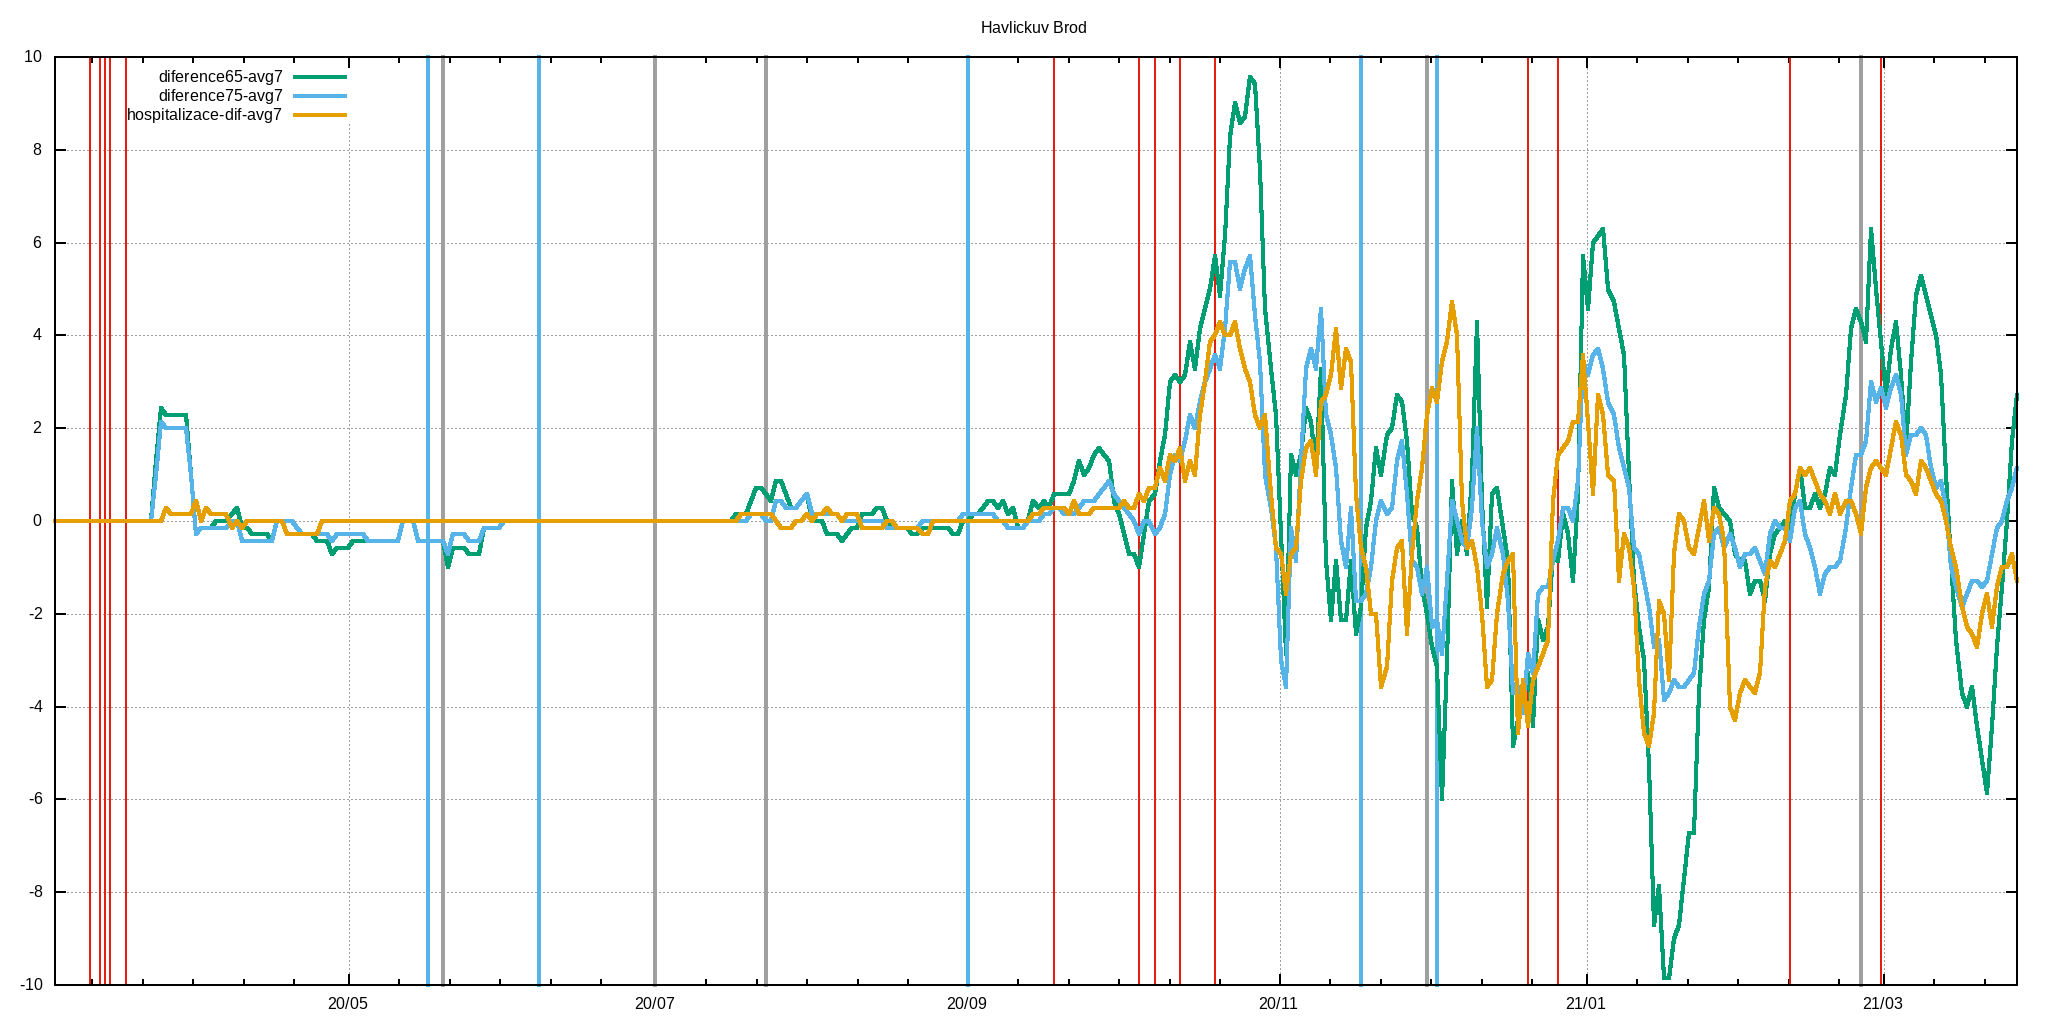 Havlickuv Brod
10
diference65-avg7
diference75-avg7
hospitalizace-dif-avg7
8
6
4
2
0
-2
-4
-6
-8
-10
20/05 20/07 20/09 20/11 21/01 21/03